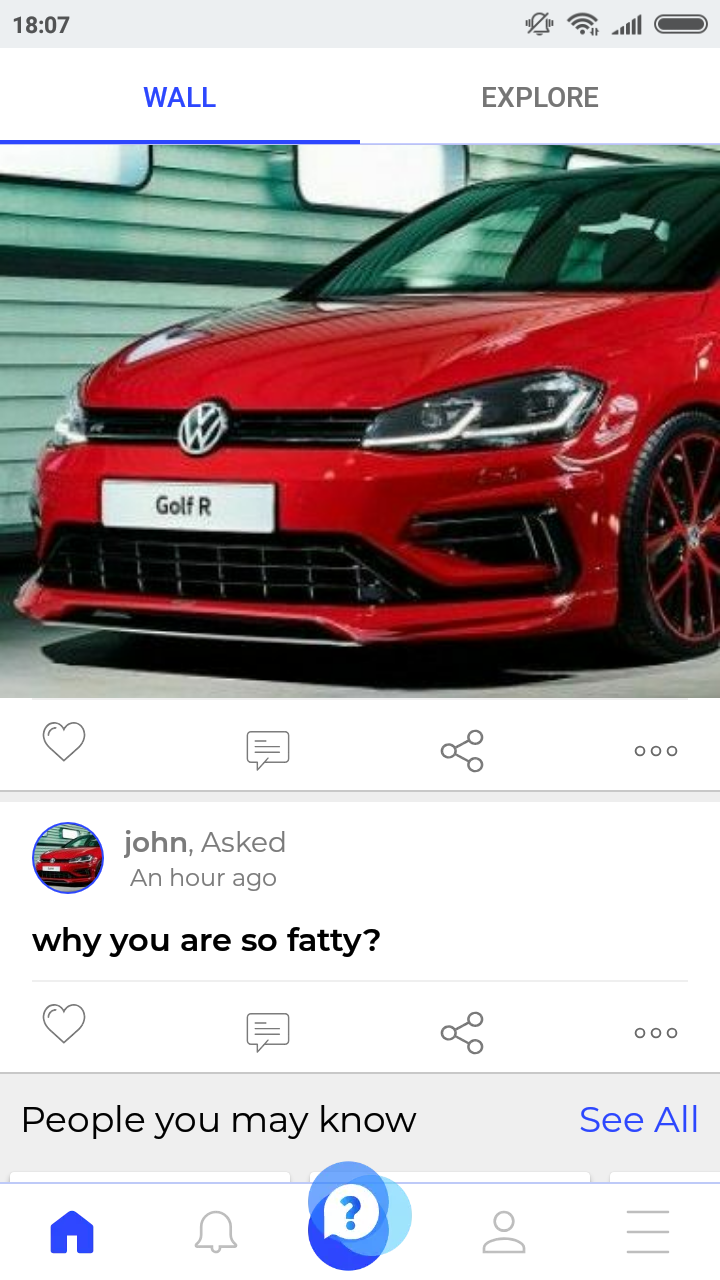 18:07
WALL
EXPLORE
Golf R
john, Asked
An hour ago
why you are so fatty?
People you may know
See All
?